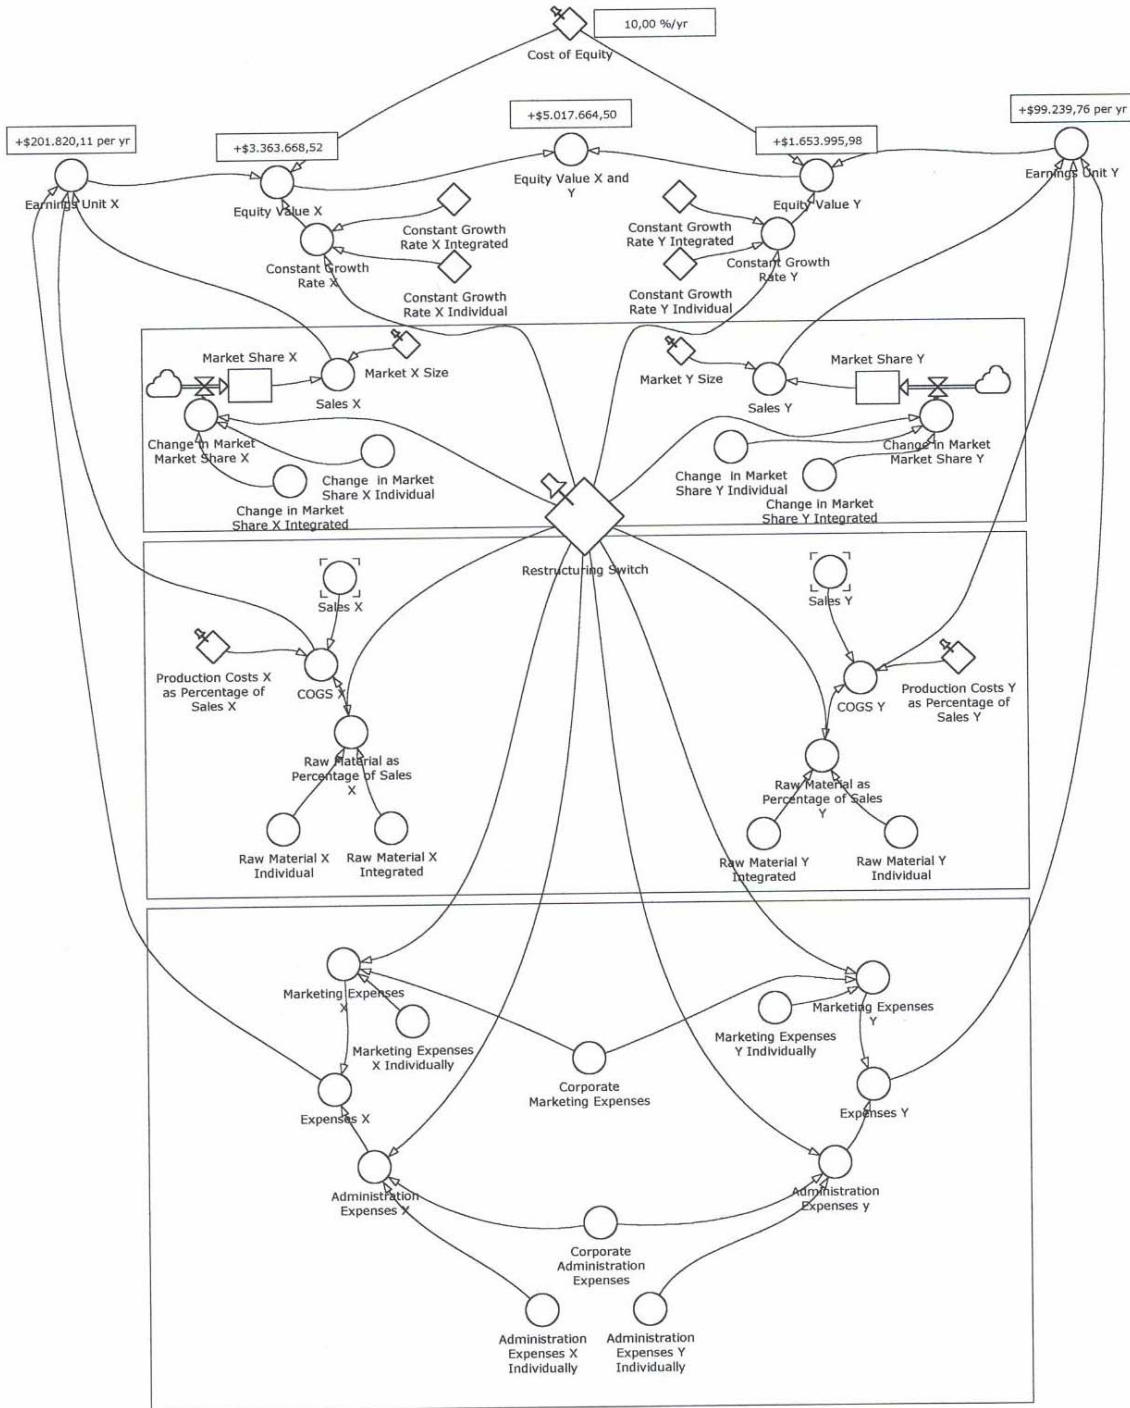 10,00 %/yr
Cost of Equity
+$201.820,11 per yr
+$3.363.668,52
+$5.017.664,50
+$1.653.995,98
+$99.239,76 per yr
Earnings Unit X
Equity Value X
Equity Value X and
Y
Equity Value Y
Earnings Unit Y
Constant Growth
Rate X Integrated
Constant Growth
Rate Y Integrated
Constant Growth
Rate X
Constant Growth
Rate Y
Constant Growth
Rate X Individual
Constant Growth
Rate Y Individual
Market Share X
Market X Size
Sales X
Market Y Size
Market Share Y
Sales Y
Change in Market
Market Share X
Change in Market
Share X Individual
Change in Market
Share X Integrated
Change in Market
Market Share Y
Change in Market
Share Y Individual
Change in Market
Share Y Integrated
Restructuring Switch
Sales X
Sales Y
Production Costs X
as Percentage of
Sales X
COGS X
COGS Y
Production Costs Y
as Percentage of
Sales Y
Raw Material as
Percentage of Sales
X
Raw Material as
Percentage of Sales
Y
Raw Material X
Individual
Raw Material X
Integrated
Raw Material Y
Integrated
Raw Material Y
Individual
Marketing Expenses
X
Marketing Expenses
Y
Marketing Expenses
X Individually
Marketing Expenses
Y Individually
Corporate
Marketing Expenses
Expenses X
Expenses Y
Administration
Expenses X
Administration
Expenses y
Corporate
Administration
Expenses
Administration
Expenses X
Individually
Administration
Expenses Y
Individually